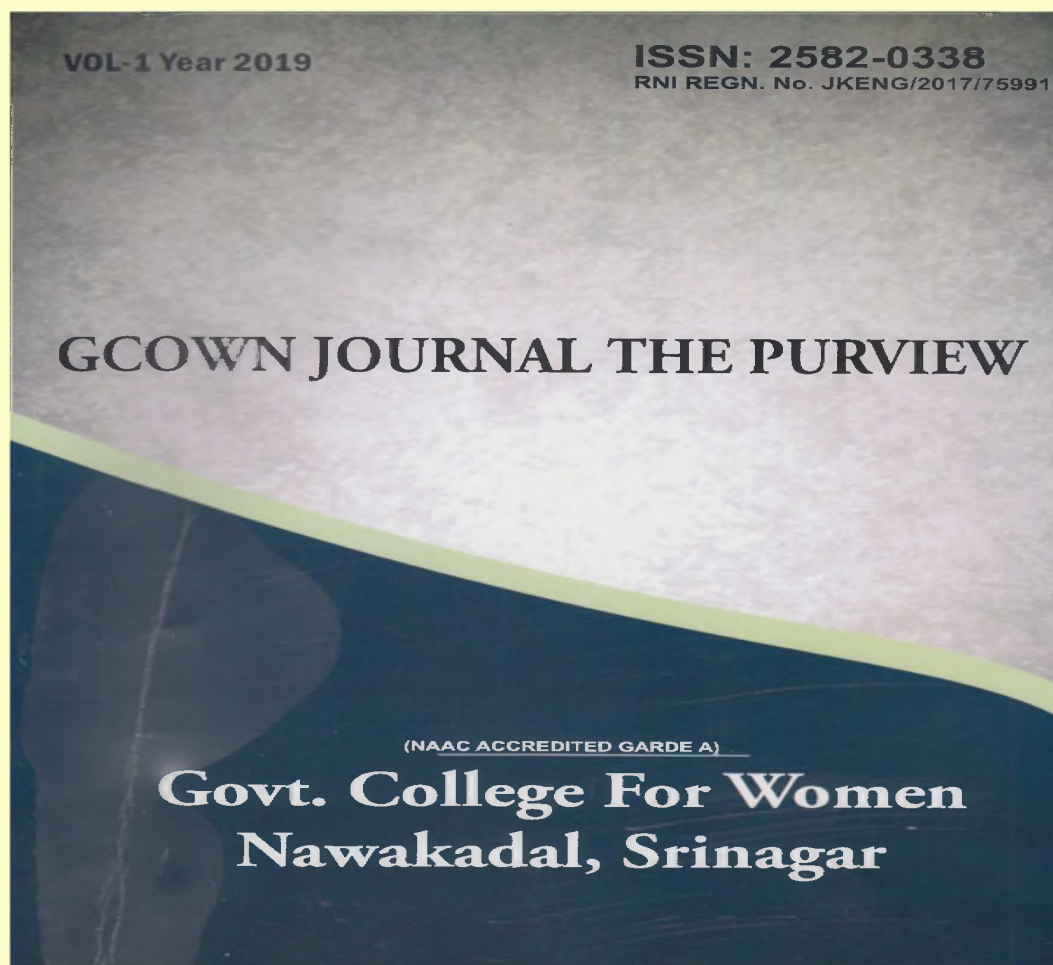 VOL-1 Year 2019
ISSN: 2582-0338
RNI REGN. No. JKENG/2017/75991
GCOWN JOURNAL THE PURVIEW
(NAAC ACCREDITED GARDE A)
Govt. College For Women
Nawakadal, Srinagar